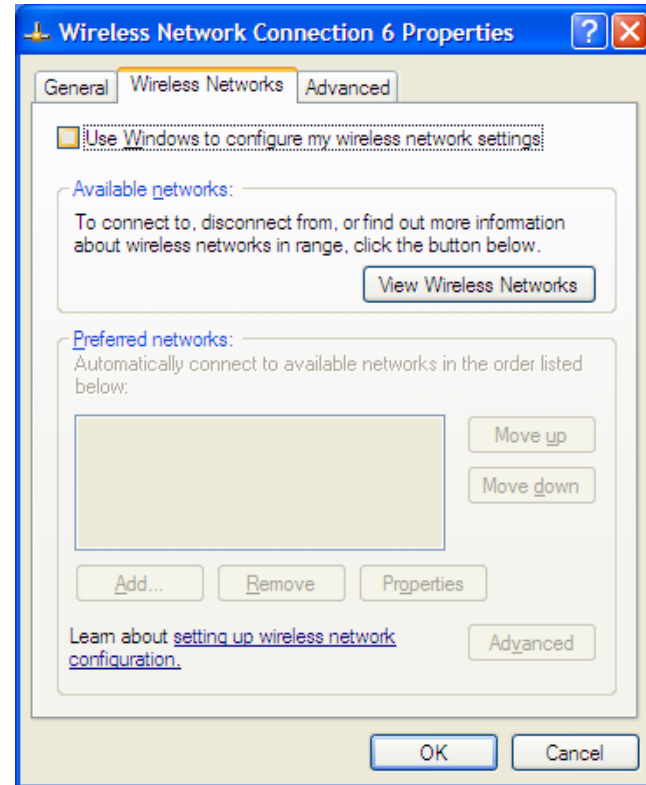 Wireless Network Connection 6 Properties
General Wireless Networks Advanced
Use Windows to configure my wireless network settings
Available networks:
To connect to, disconnect from, or find out more information
about wireless networks in range, click the button below.
View Wireless Networks
Preferred networks:
Automatically connect to available networks in the order listed
below:
Move up
Move down
Add... Remove Properties
Learn about setting up wireless network
configuration.
Advanced
OK Cancel